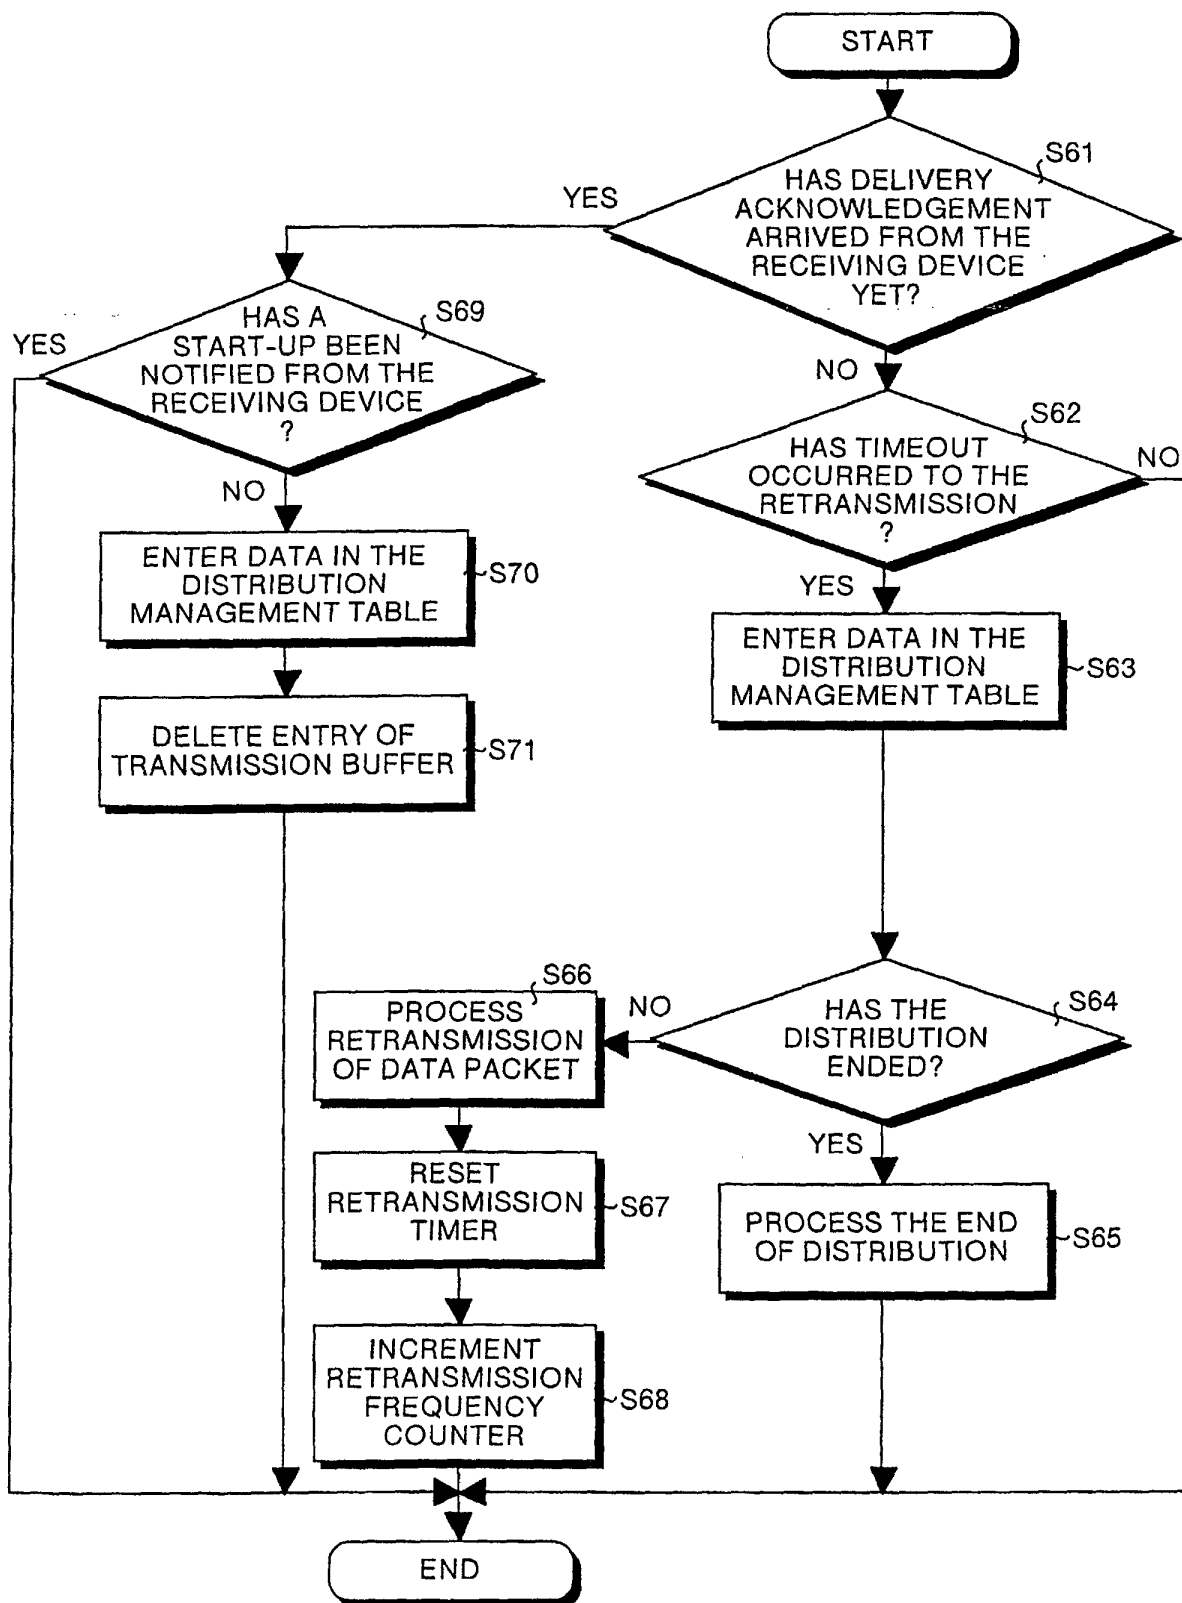 START
S61
HAS DELIVERY
ACKNOWLEDGEMENT
ARRIVED FROM THE
RECEIVING DEVICE
YET?
YES
NO
S69
HAS A
START-UP BEEN
NOTIFIED FROM THE
RECEIVING DEVICE
?
YES
NO
S62
HAS TIMEOUT
OCCURRED TO THE
RETRANSMISSION
?
NO
YES
ENTER DATA IN THE
DISTRIBUTION
MANAGEMENT TABLE
S70
ENTER DATA IN THE
DISTRIBUTION
MANAGEMENT TABLE
S63
DELETE ENTRY OF
TRANSMISSION BUFFER
S71
S66
PROCESS
RETRANSMISSION
OF DATA PACKET
NO
S64
HAS THE
DISTRIBUTION
ENDED?
YES
RESET
RETRANSMISSION
TIMER
S67
PROCESS THE END
OF DISTRIBUTION
S65
INCREMENT
RETRANSMISSION
FREQUENCY
COUNTER
S68
END